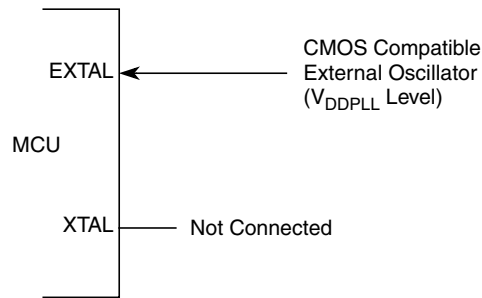 EXTAL
CMOS Compatible
External Oscillator
(VDDPLL Level)
MCU
XTAL
Not Connected